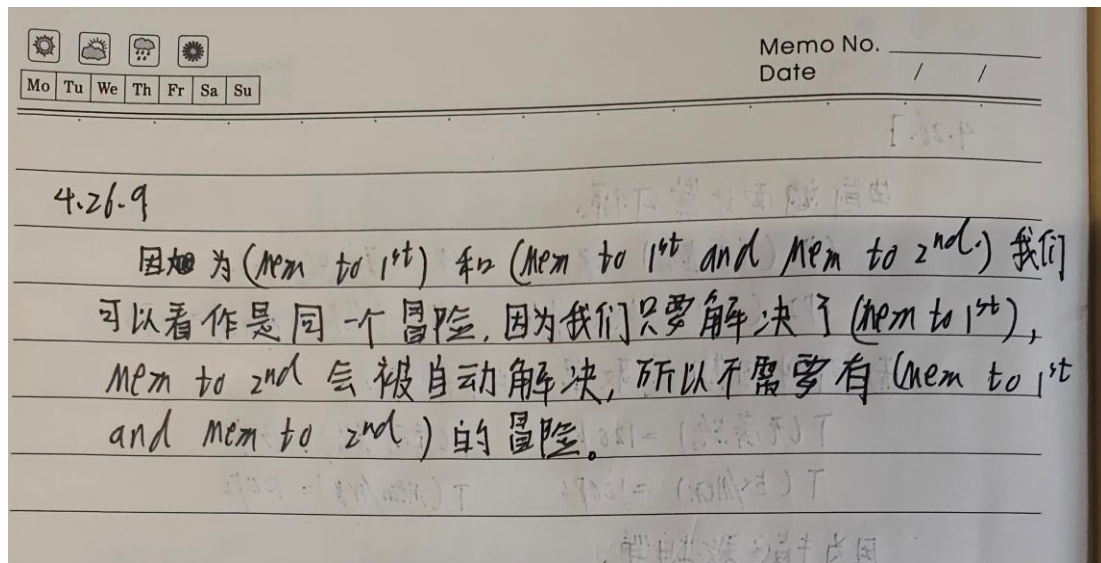 Memo No.
Mo Tu We Th Fr Sa Su
Date / /
4.26.9
因为(Mem to 1st) 和 (Mem to 1st and Mem to 2nd.) 我们
可以看作是同一个冒险, 因为我们只要解决了(Mem to 1st),
Mem to 2nd 会被自动解决, 所以不需要有(Mem to 1st
and Mem to 2nd)的冒险。